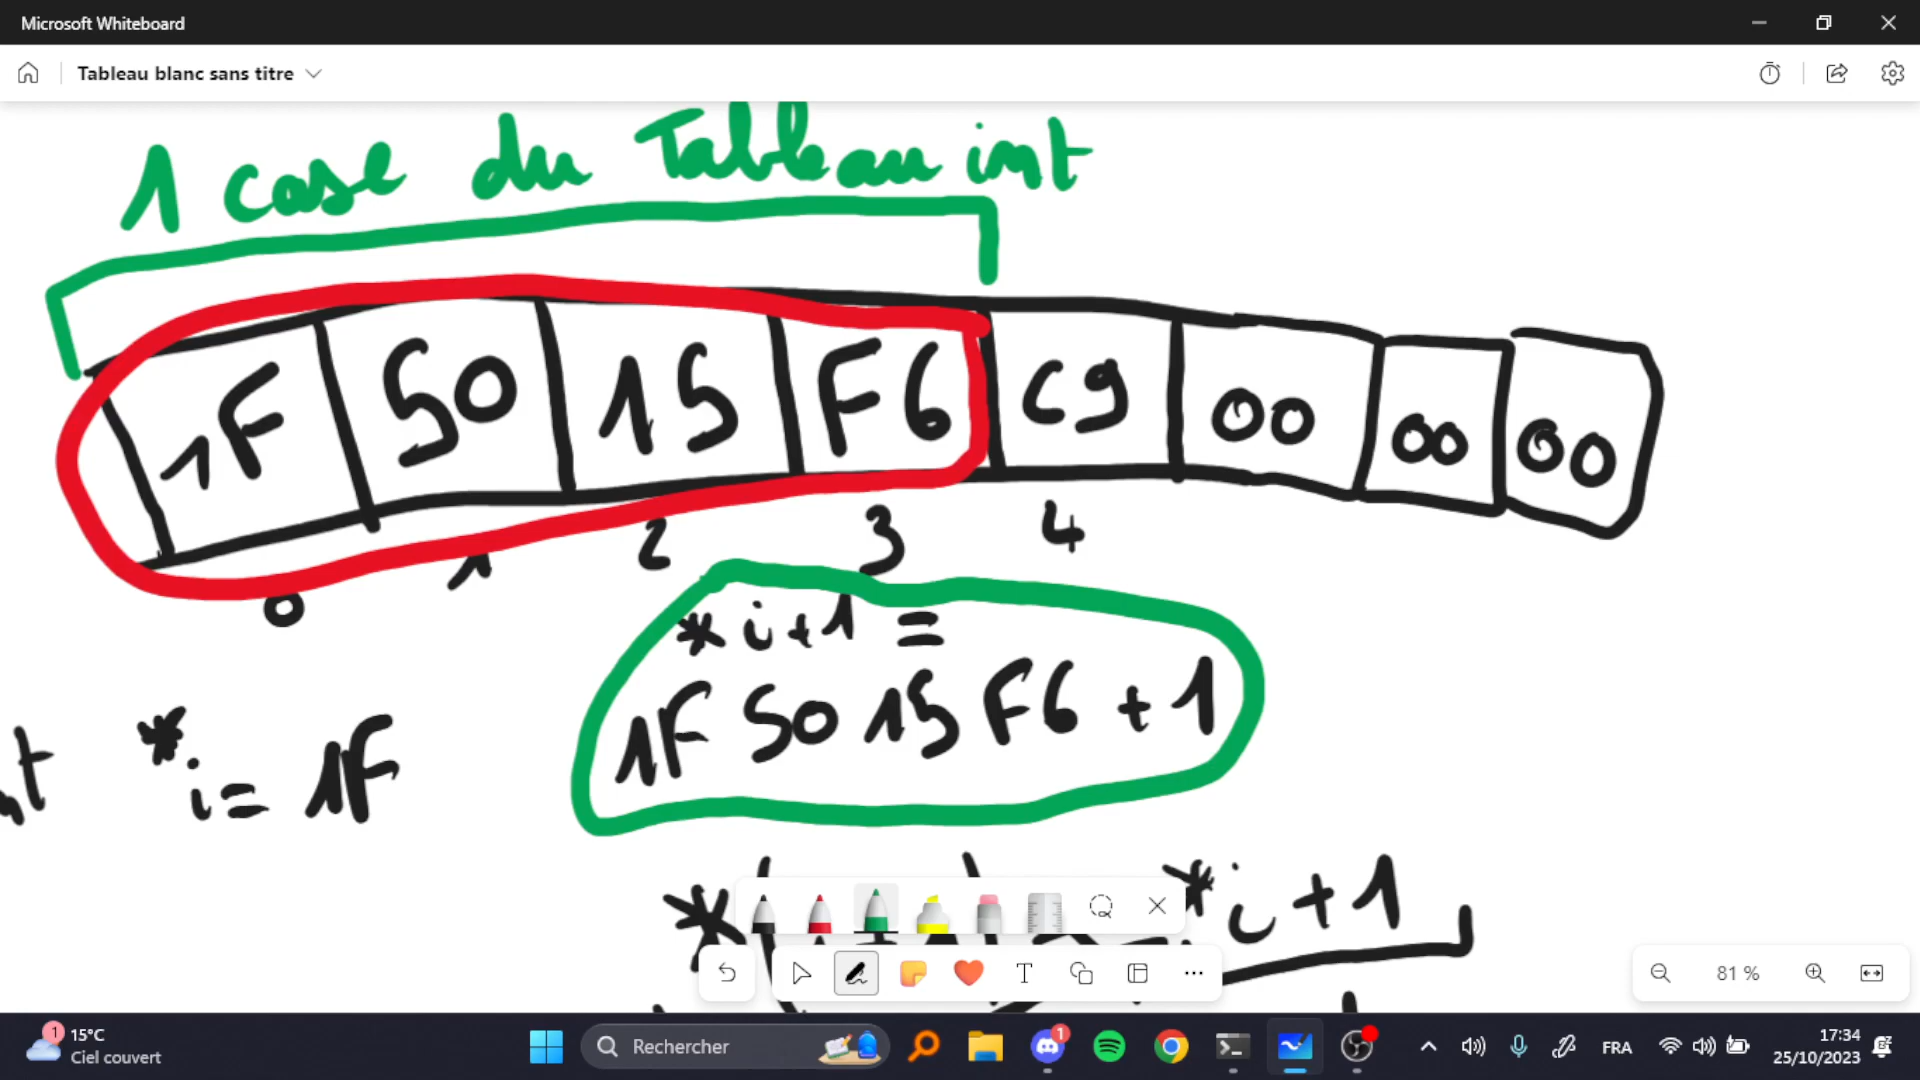 Microsoft Whiteboard
Tableau blanc sans titre
1 case du Tableau int
1F 50 15 F6 C9 00 00 00
0 1 2 3 4
*i+1 =
1F 50 15 F6 +1
*i= 1F
*i+1
81 %
1
15°C
Ciel couvert
Rechercher
1
FRA
17:34
25/10/2023